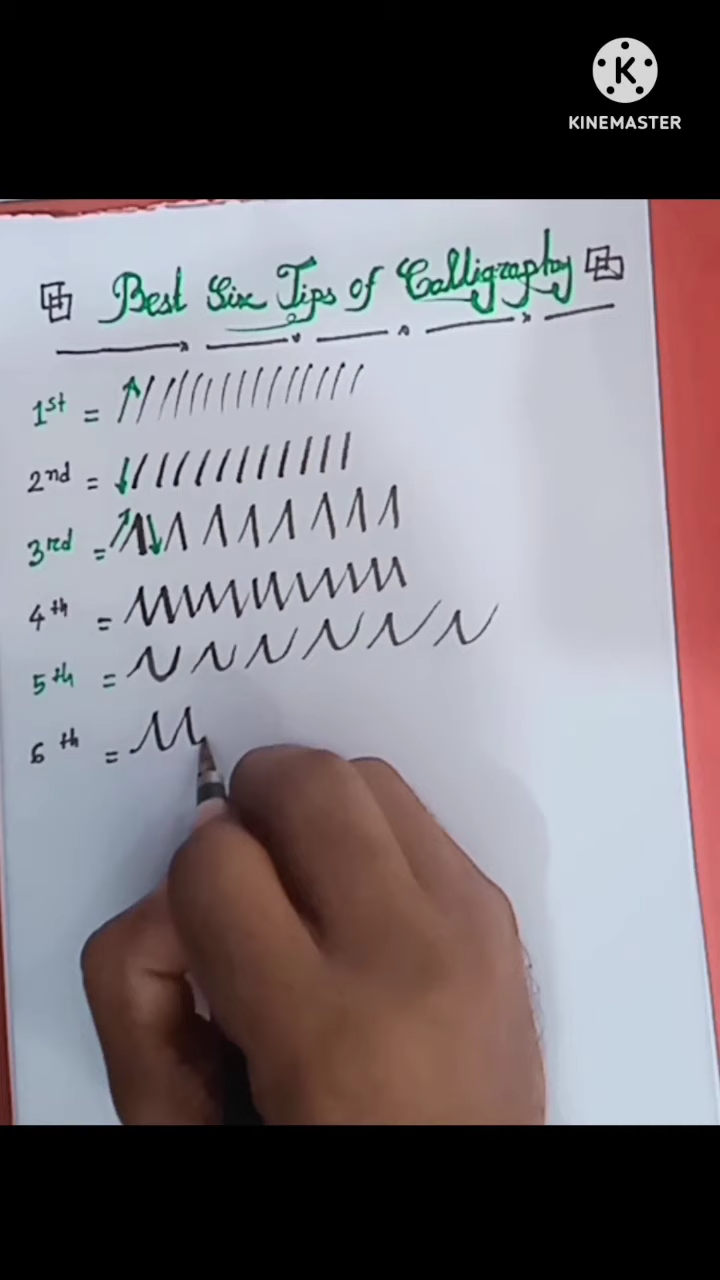 KINEMASTER
Best Six Tips of Calligraphy
1st =
2nd =
3rd =
4th =
5th =
6th =